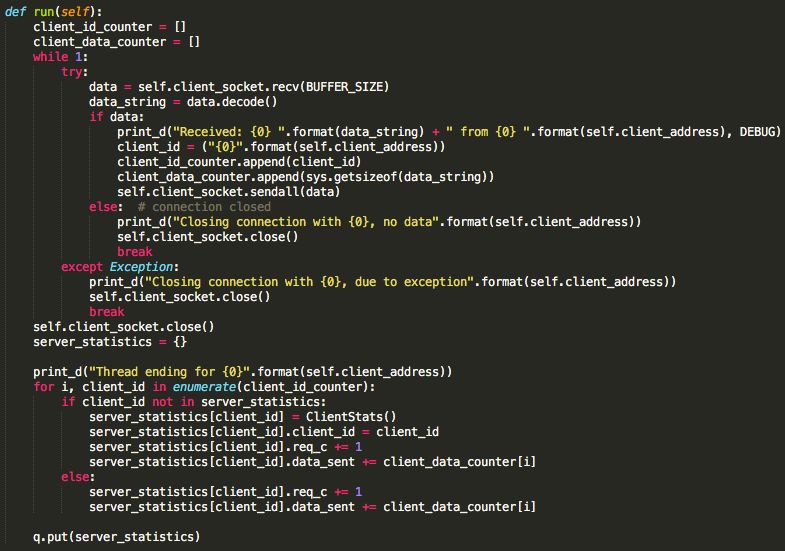 def run(self):
    client_id_counter = []
    client_data_counter = []
    while 1:
        try:
            data = self.client_socket.recv(BUFFER_SIZE)
            data_string = data.decode()
            if data:
                print_d("Received: {0} ".format(data_string) + " from {0} ".format(self.client_address), DEBUG)
                client_id = ("{0}".format(self.client_address))
                client_id_counter.append(client_id)
                client_data_counter.append(sys.getsizeof(data_string))
                self.client_socket.sendall(data)
            else:  # connection closed
                print_d("Closing connection with {0}, no data".format(self.client_address))
                self.client_socket.close()
                break
        except Exception:
            print_d("Closing connection with {0}, due to exception".format(self.client_address))
            self.client_socket.close()
            break
    self.client_socket.close()
    server_statistics = {}

    print_d("Thread ending for {0}".format(self.client_address))
    for i, client_id in enumerate(client_id_counter):
        if client_id not in server_statistics:
            server_statistics[client_id] = ClientStats()
            server_statistics[client_id].client_id = client_id
            server_statistics[client_id].req_c += 1
            server_statistics[client_id].data_sent += client_data_counter[i]
        else:
            server_statistics[client_id].req_c += 1
            server_statistics[client_id].data_sent += client_data_counter[i]

    q.put(server_statistics)